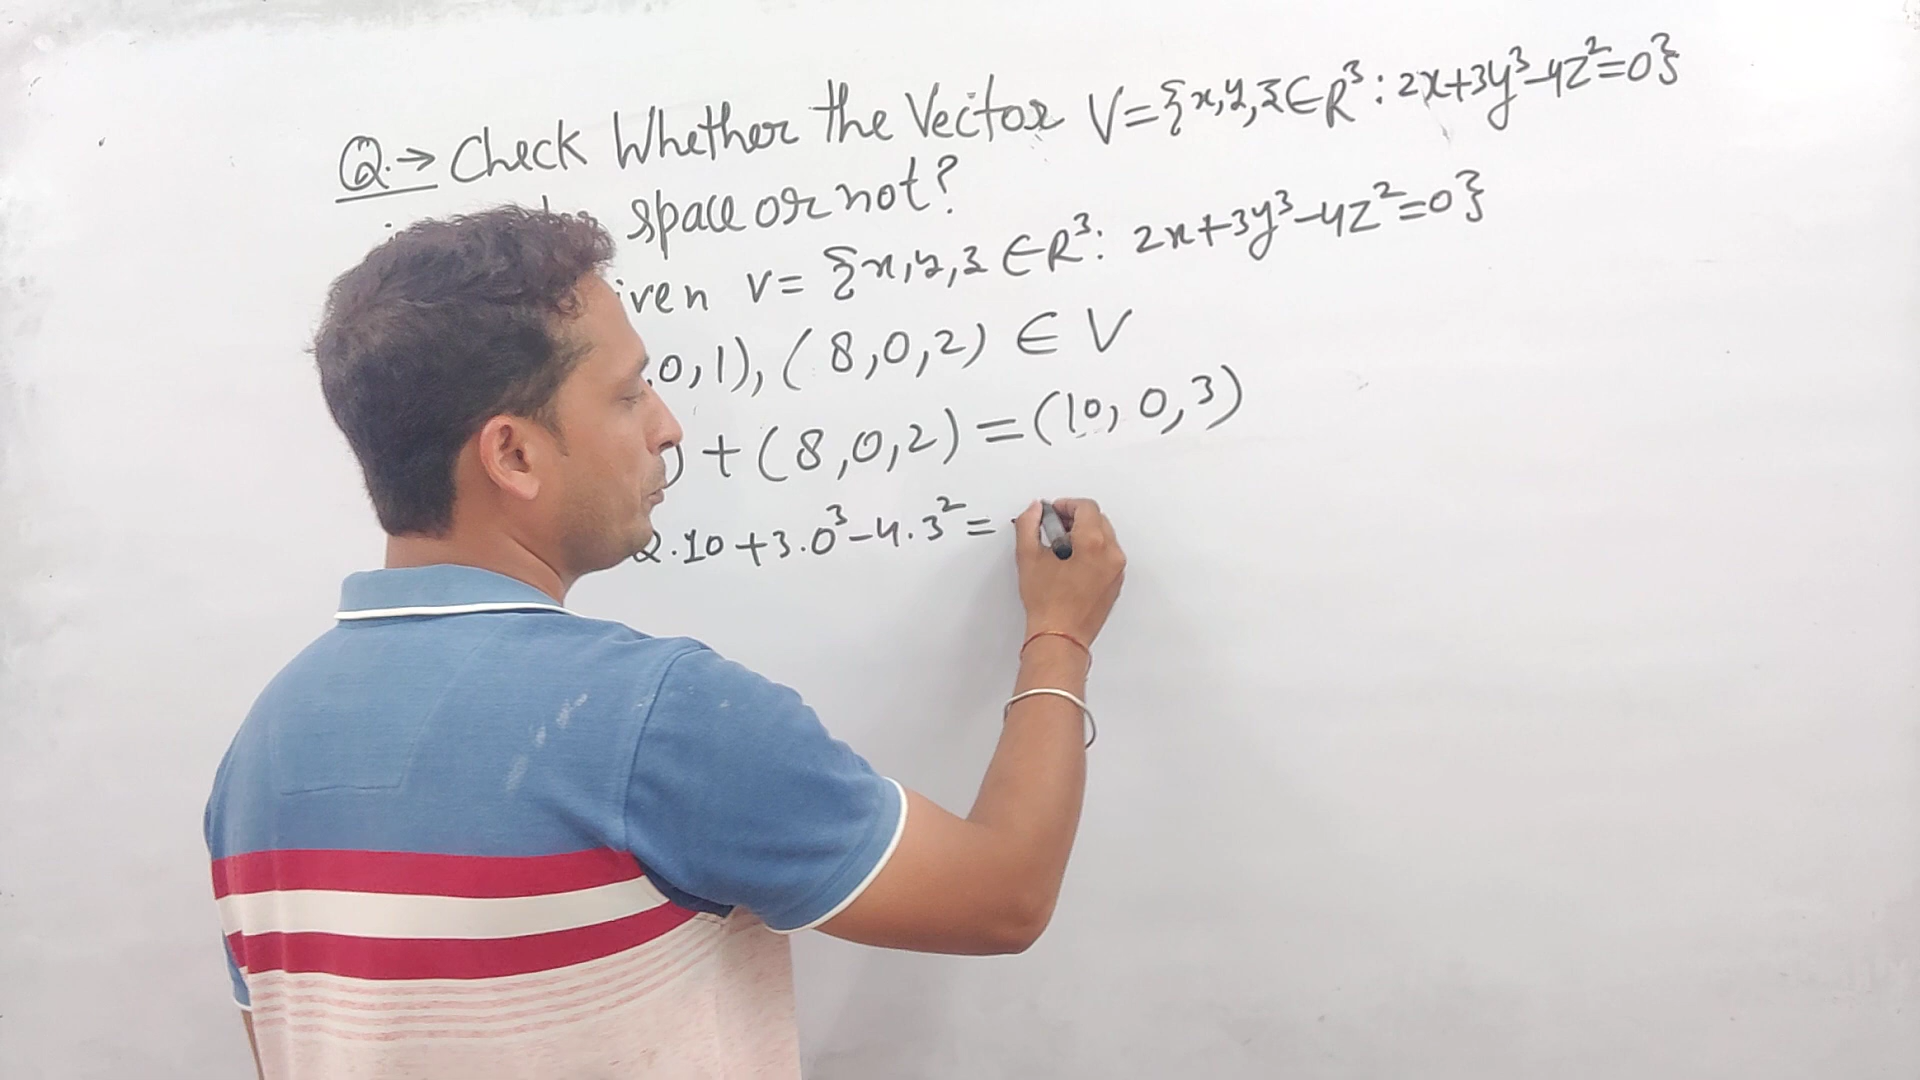 Q.→ Check Whether the Vector V={x,y,z∈R³: 2x+3y³-4z²=0}
space or not?
iven V= {x,y,z ∈R³: 2x+3y³-4z²=0}
,0,1), (8,0,2) ∈ V
) + (8,0,2) = (10, 0,3)
2.10 +3.0³-4.3² =